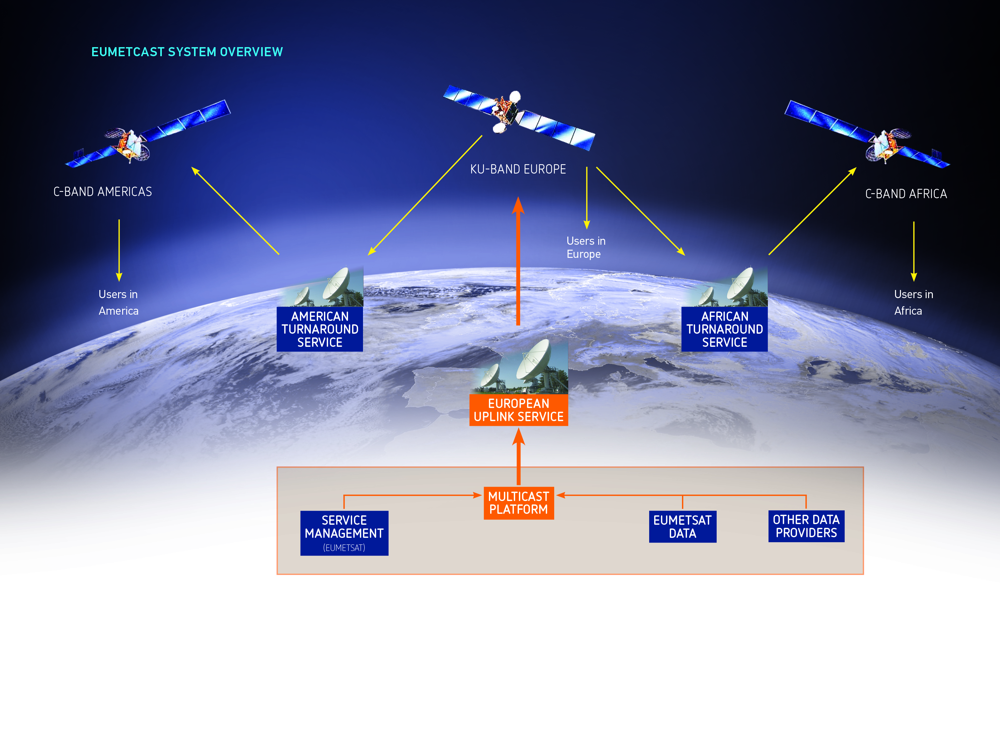 EUMETCAST SYSTEM OVERVIEW
KU-BAND EUROPE
C-BAND AMERICAS
C-BAND AFRICA
Users in
Europe
Users in
America
Users in
Africa
AMERICAN
TURNAROUND
SERVICE
AFRICAN
TURNAROUND
SERVICE
EUROPEAN
UPLINK SERVICE
MULTICAST
PLATFORM
SERVICE
MANAGEMENT
(EUMETSAT)
EUMETSAT
DATA
OTHER DATA
PROVIDERS